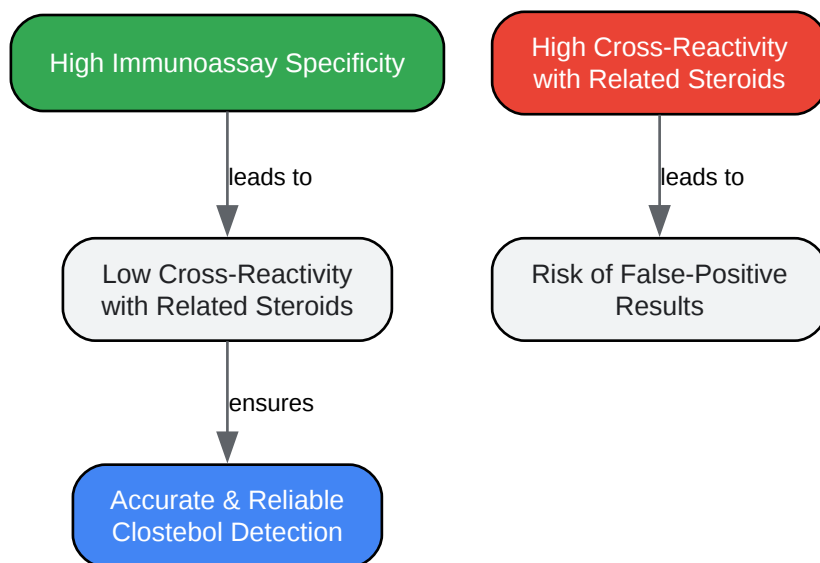 High Immunoassay Specificity
leads to
Low Cross-Reactivity
with Related Steroids
ensures
Accurate & Reliable
Clostebol Detection
High Cross-Reactivity
with Related Steroids
leads to
Risk of False-Positive
Results